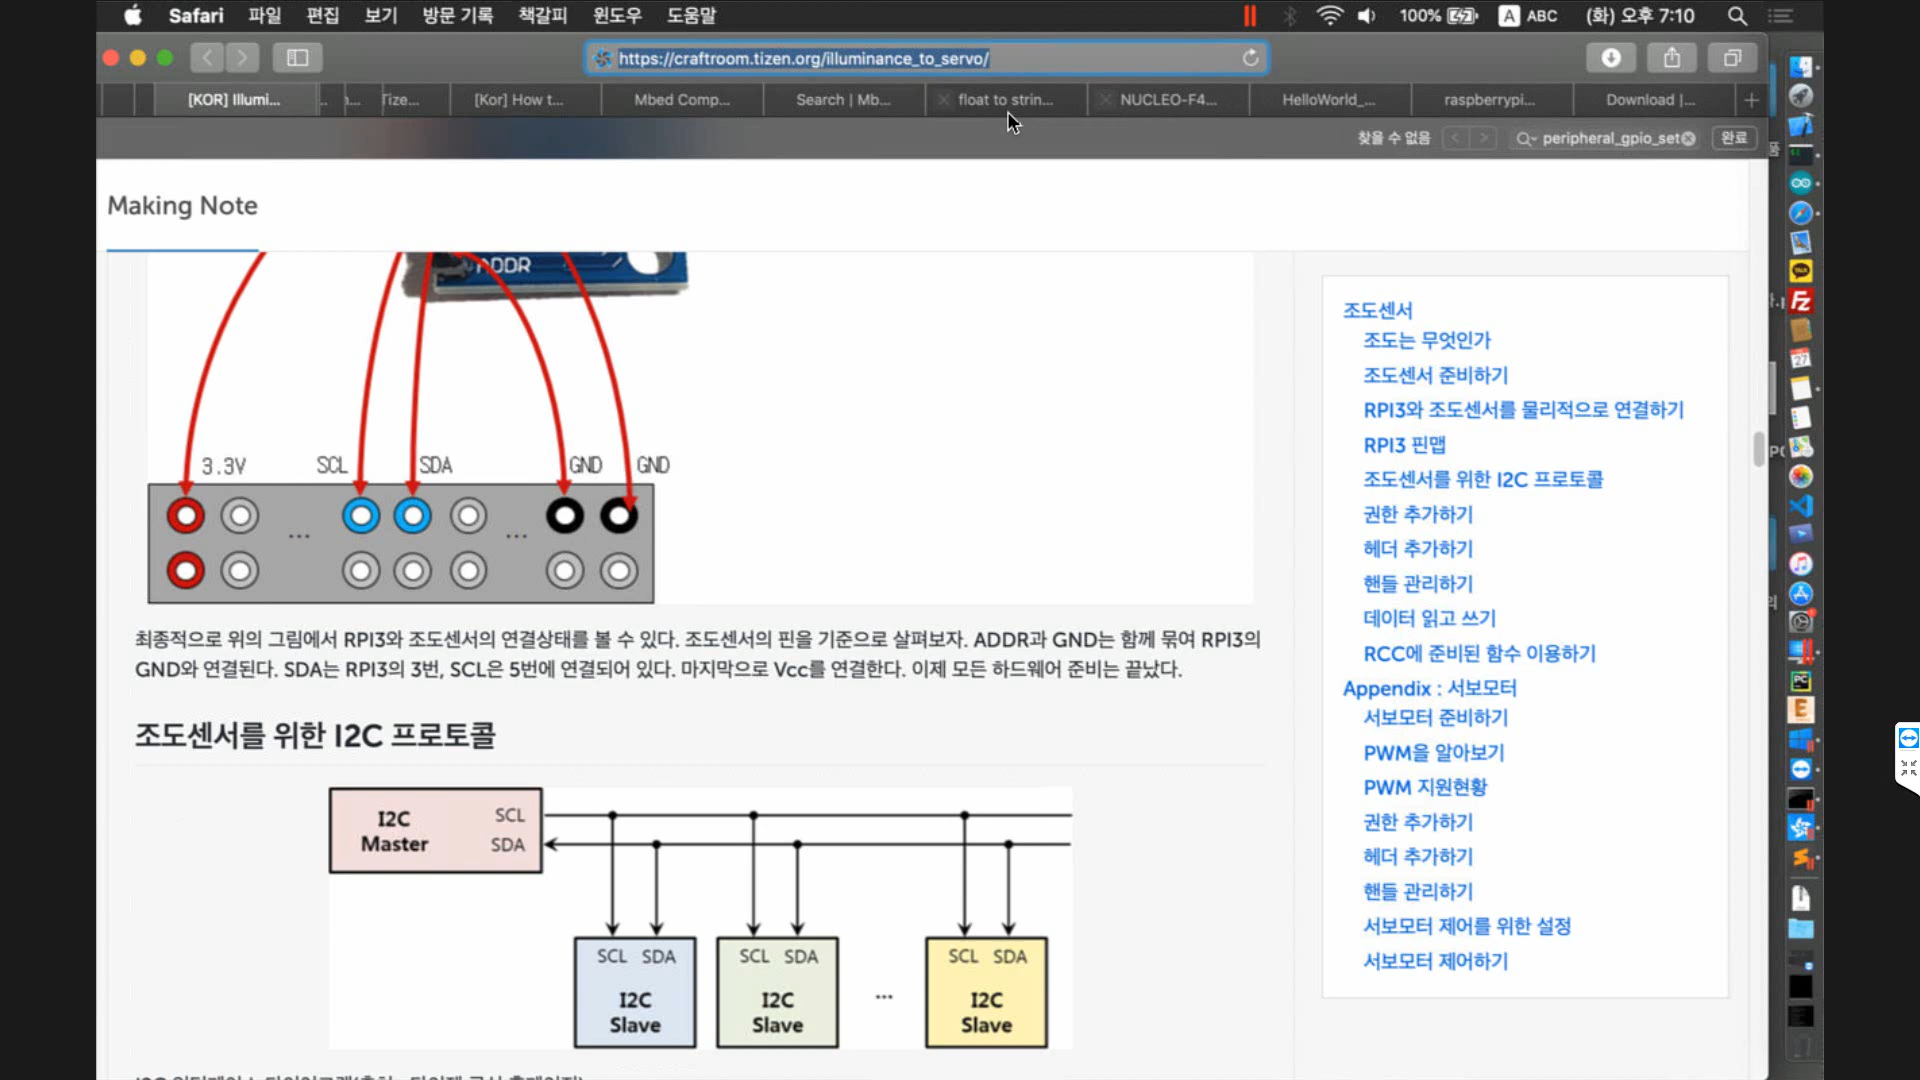 Safari 파일 편집 보기 방문 기록 책갈피 윈도우 도움말 100% A ABC (화) 오후 7:10
https://craftroom.tizen.org/illuminance_to_servo/
[KOR] Illumi... Tize... [Kor] How t... Mbed Comp... Search | Mb... float to strin... NUCLEO-F4... HelloWorld_... raspberrypi... Download |...
찾을 수 없음 peripheral_gpio_set 완료
Making Note
ADDR
3.3V SCL SDA GND GND
... ...
최종적으로 위의 그림에서 RPI3와 조도센서의 연결상태를 볼 수 있다. 조도센서의 핀을 기준으로 살펴보자. ADDR과 GND는 함께 묶여 RPI3의
GND와 연결된다. SDA는 RPI3의 3번, SCL은 5번에 연결되어 있다. 마지막으로 Vcc를 연결한다. 이제 모든 하드웨어 준비는 끝났다.
조도센서를 위한 I2C 프로토콜
I2C
Master
SCL
SDA
SCL SDA
I2C
Slave
SCL SDA
I2C
Slave
...
SCL SDA
I2C
Slave
조도센서
조도는 무엇인가
조도센서 준비하기
RPI3와 조도센서를 물리적으로 연결하기
RPI3 핀맵
조도센서를 위한 I2C 프로토콜
권한 추가하기
헤더 추가하기
핸들 관리하기
데이터 읽고 쓰기
RCC에 준비된 함수 이용하기
Appendix : 서보모터
서보모터 준비하기
PWM을 알아보기
PWM 지원현황
권한 추가하기
헤더 추가하기
핸들 관리하기
서보모터 제어를 위한 설정
서보모터 제어하기